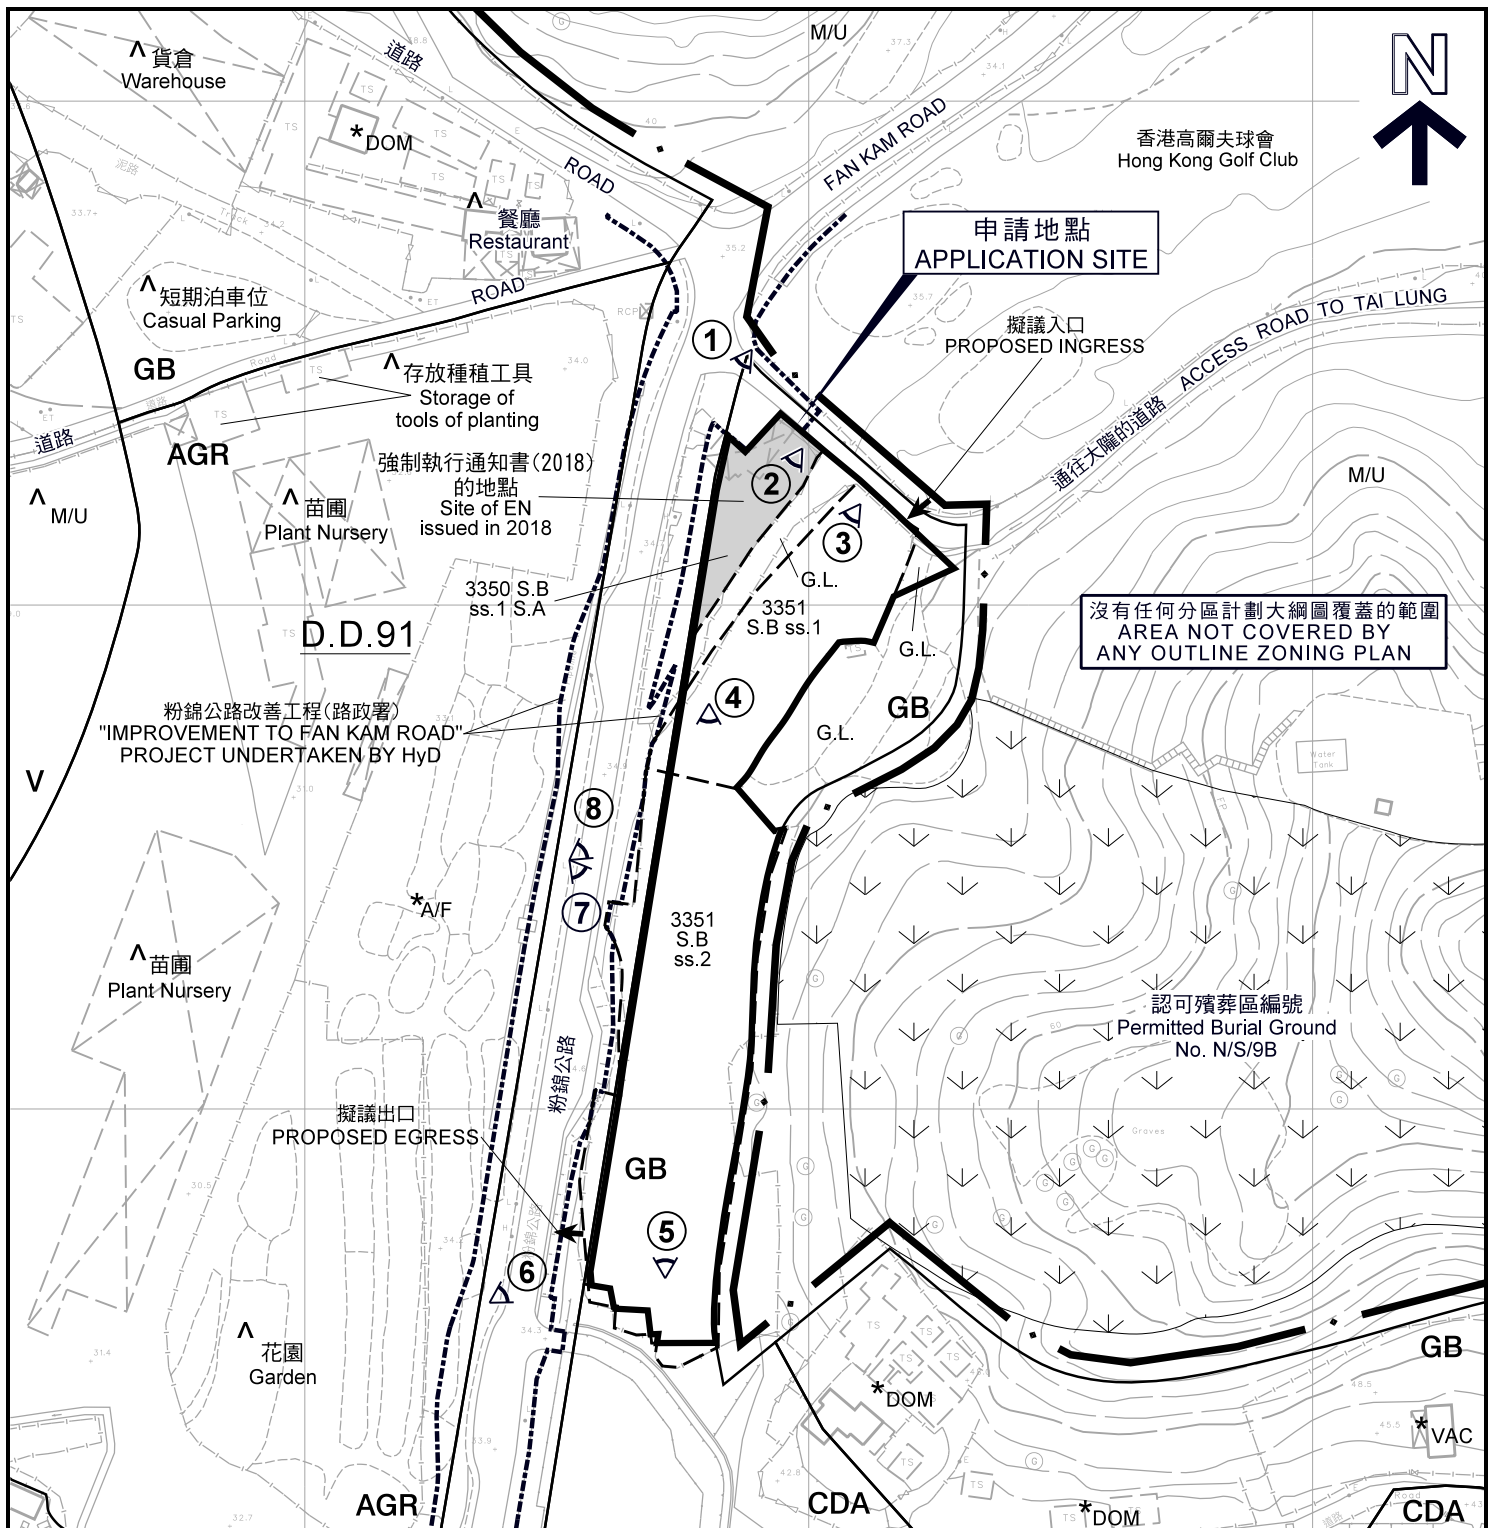 ^ 貨倉
Warehouse
道路
M/U
N
*DOM
ROAD
FAN KAM ROAD
香港高爾夫球會
Hong Kong Golf Club
^ 餐廳
Restaurant
申請地點
APPLICATION SITE
^ 短期泊車位
Casual Parking
ROAD
RCP
擬議入口
PROPOSED INGRESS
通往大隴的道路 ACCESS ROAD TO TAI LUNG
GB
1
^ 存放種植工具
Storage of
tools of planting
道路
AGR
強制執行通知書(2018)
的地點
Site of EN
issued in 2018
2
M/U
^ M/U
^ 苗圃
Plant Nursery
3
G.L.
3350 S.B
ss.1 S.A
3351
S.B ss.1
沒有任何分區計劃大綱圖覆蓋的範圍
AREA NOT COVERED BY
ANY OUTLINE ZONING PLAN
D.D.91
G.L.
4
GB
粉錦公路改善工程(路政署)
"IMPROVEMENT TO FAN KAM ROAD"
PROJECT UNDERTAKEN BY HyD
G.L.
Water
Tank
V
8
*A/F
7
3351
S.B
ss.2
^ 苗圃
Plant Nursery
認可殯葬區編號
Permitted Burial Ground
No. N/S/9B
粉錦公路
擬議出口
PROPOSED EGRESS
Graves
GB
5
粉錦公路
6
^ 花園
Garden
GB
*DOM
*VAC
AGR
CDA
*DOM
道路
CDA